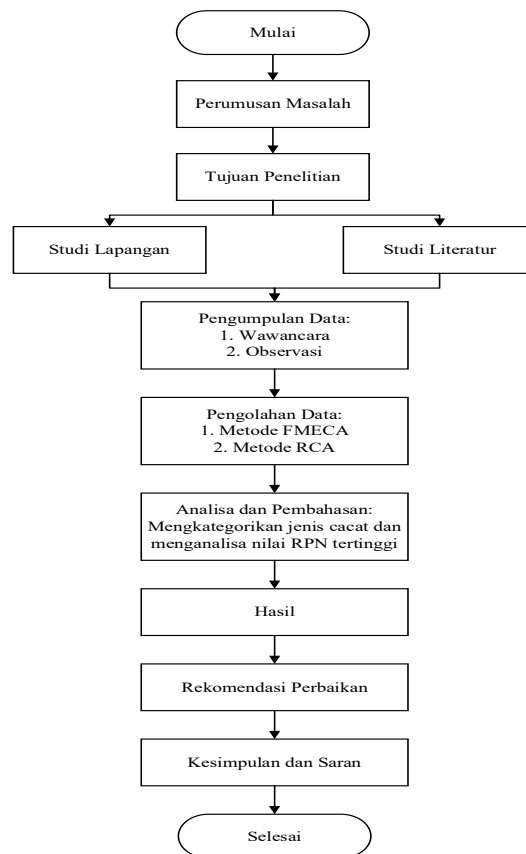 Mulai
Perumusan Masalah
Tujuan Penelitian
Studi Lapangan
Studi Literatur
Pengumpulan Data:
1. Wawancara
2. Observasi
Pengolahan Data:
1. Metode FMECA
2. Metode RCA
Analisa dan Pembahasan:
Mengkategorikan jenis cacat dan
menganalisa nilai RPN tertinggi
Hasil
Rekomendasi Perbaikan
Kesimpulan dan Saran
Selesai